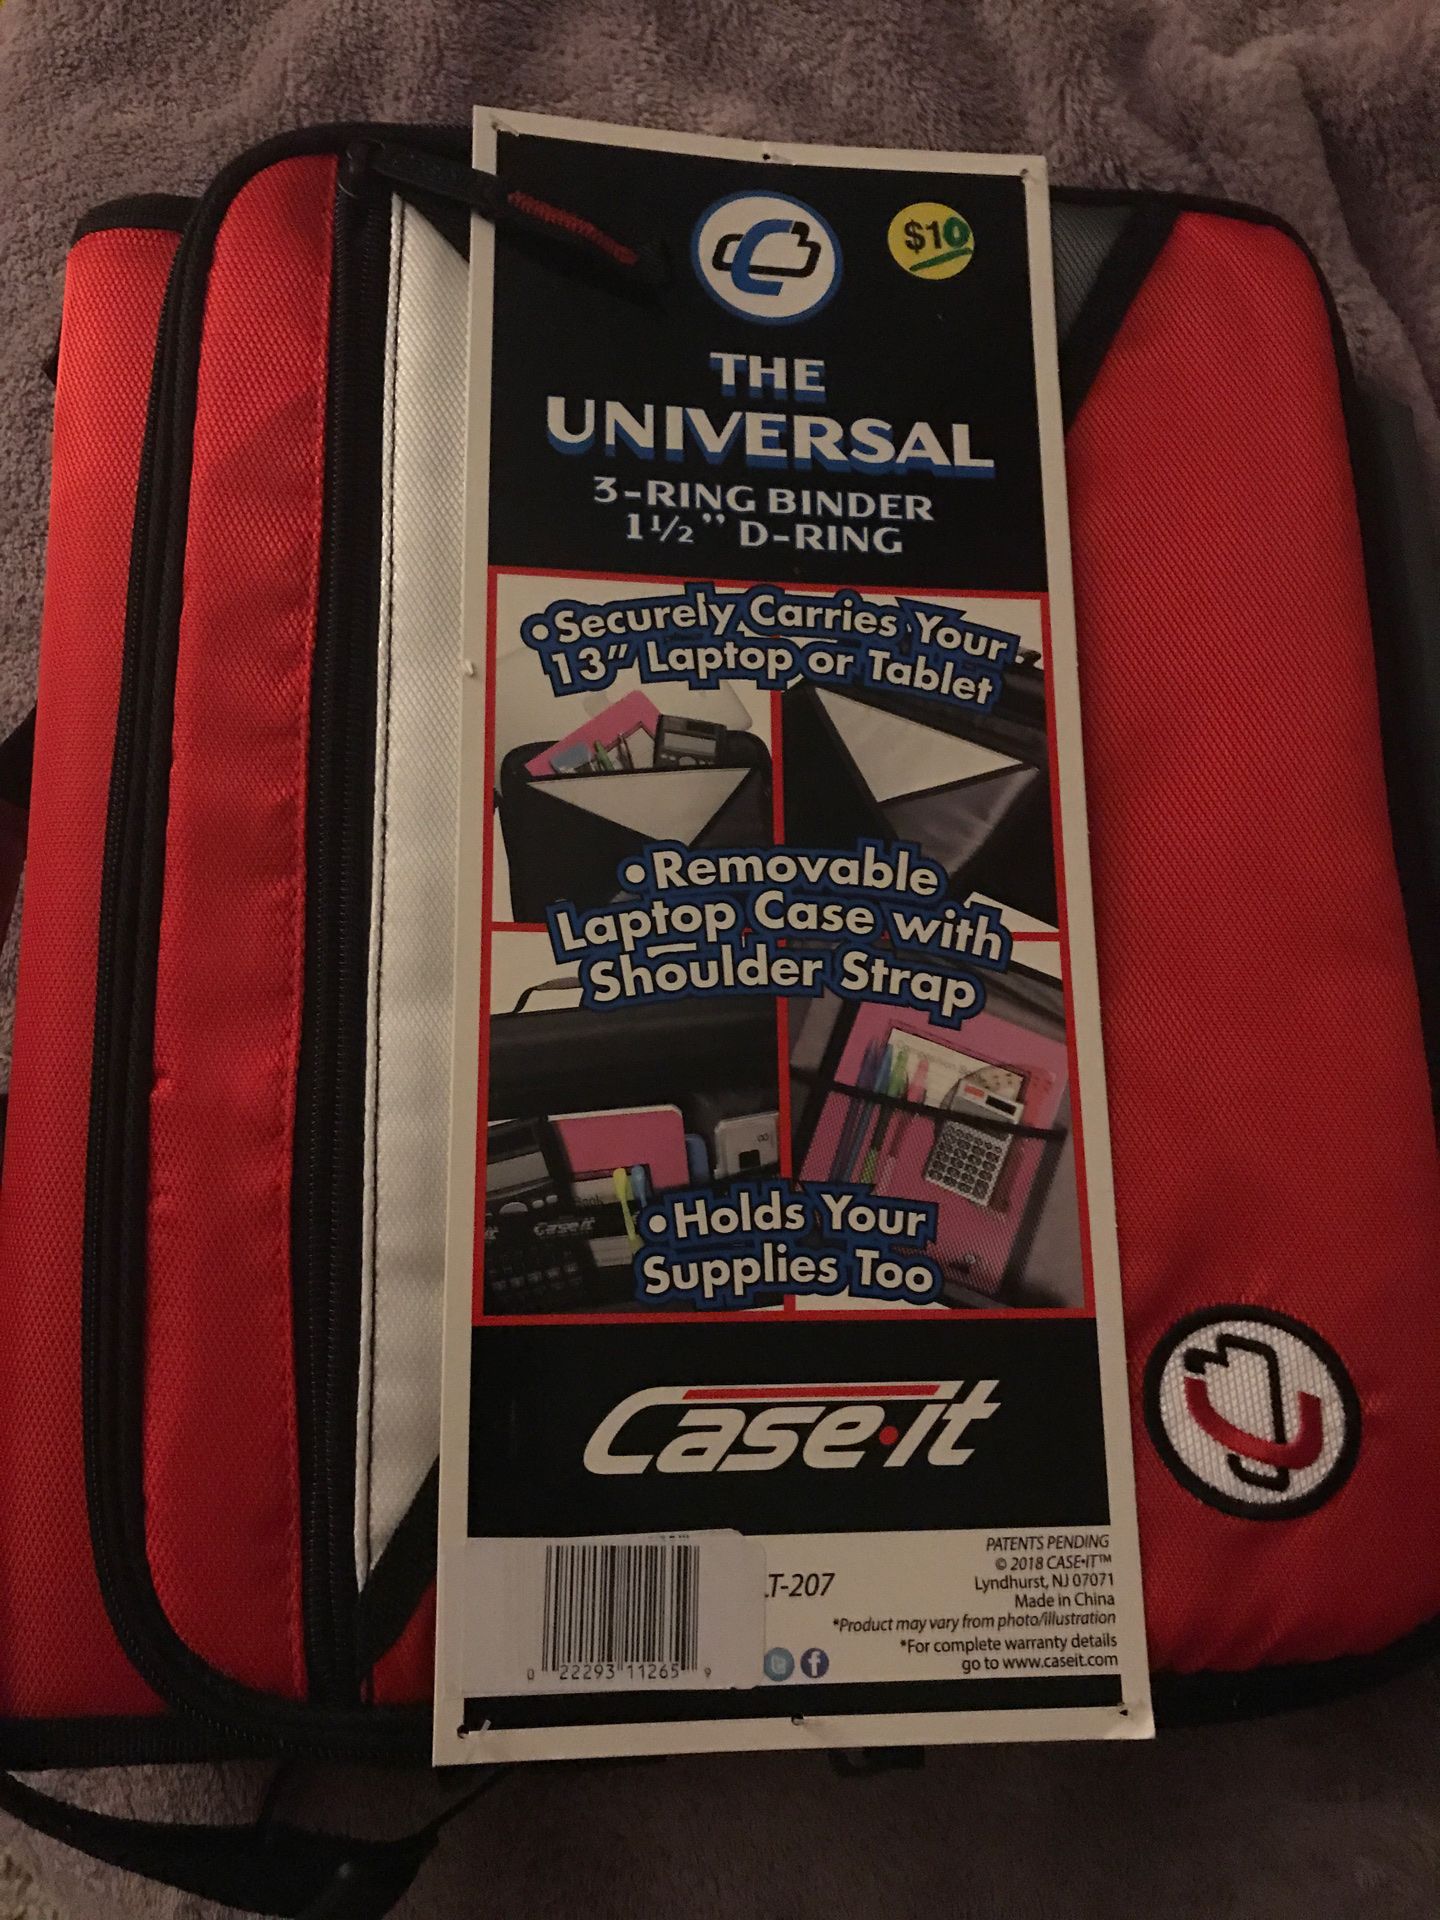 $10
THE
UNIVERSAL
3-RING BINDER
1½" D-RING
•Securely Carries Your
13" Laptop or Tablet
•Removable
Laptop Case with
Shoulder Strap
Case•it
•Holds Your
Supplies Too
Case•it
PATENTS PENDING
© 2018 CASE•IT™
LT-207
Lyndhurst, NJ 07071
Made in China
*Product may vary from photo/illustration
*For complete warranty details
go to www.caseit.com
0 22293 11265 9